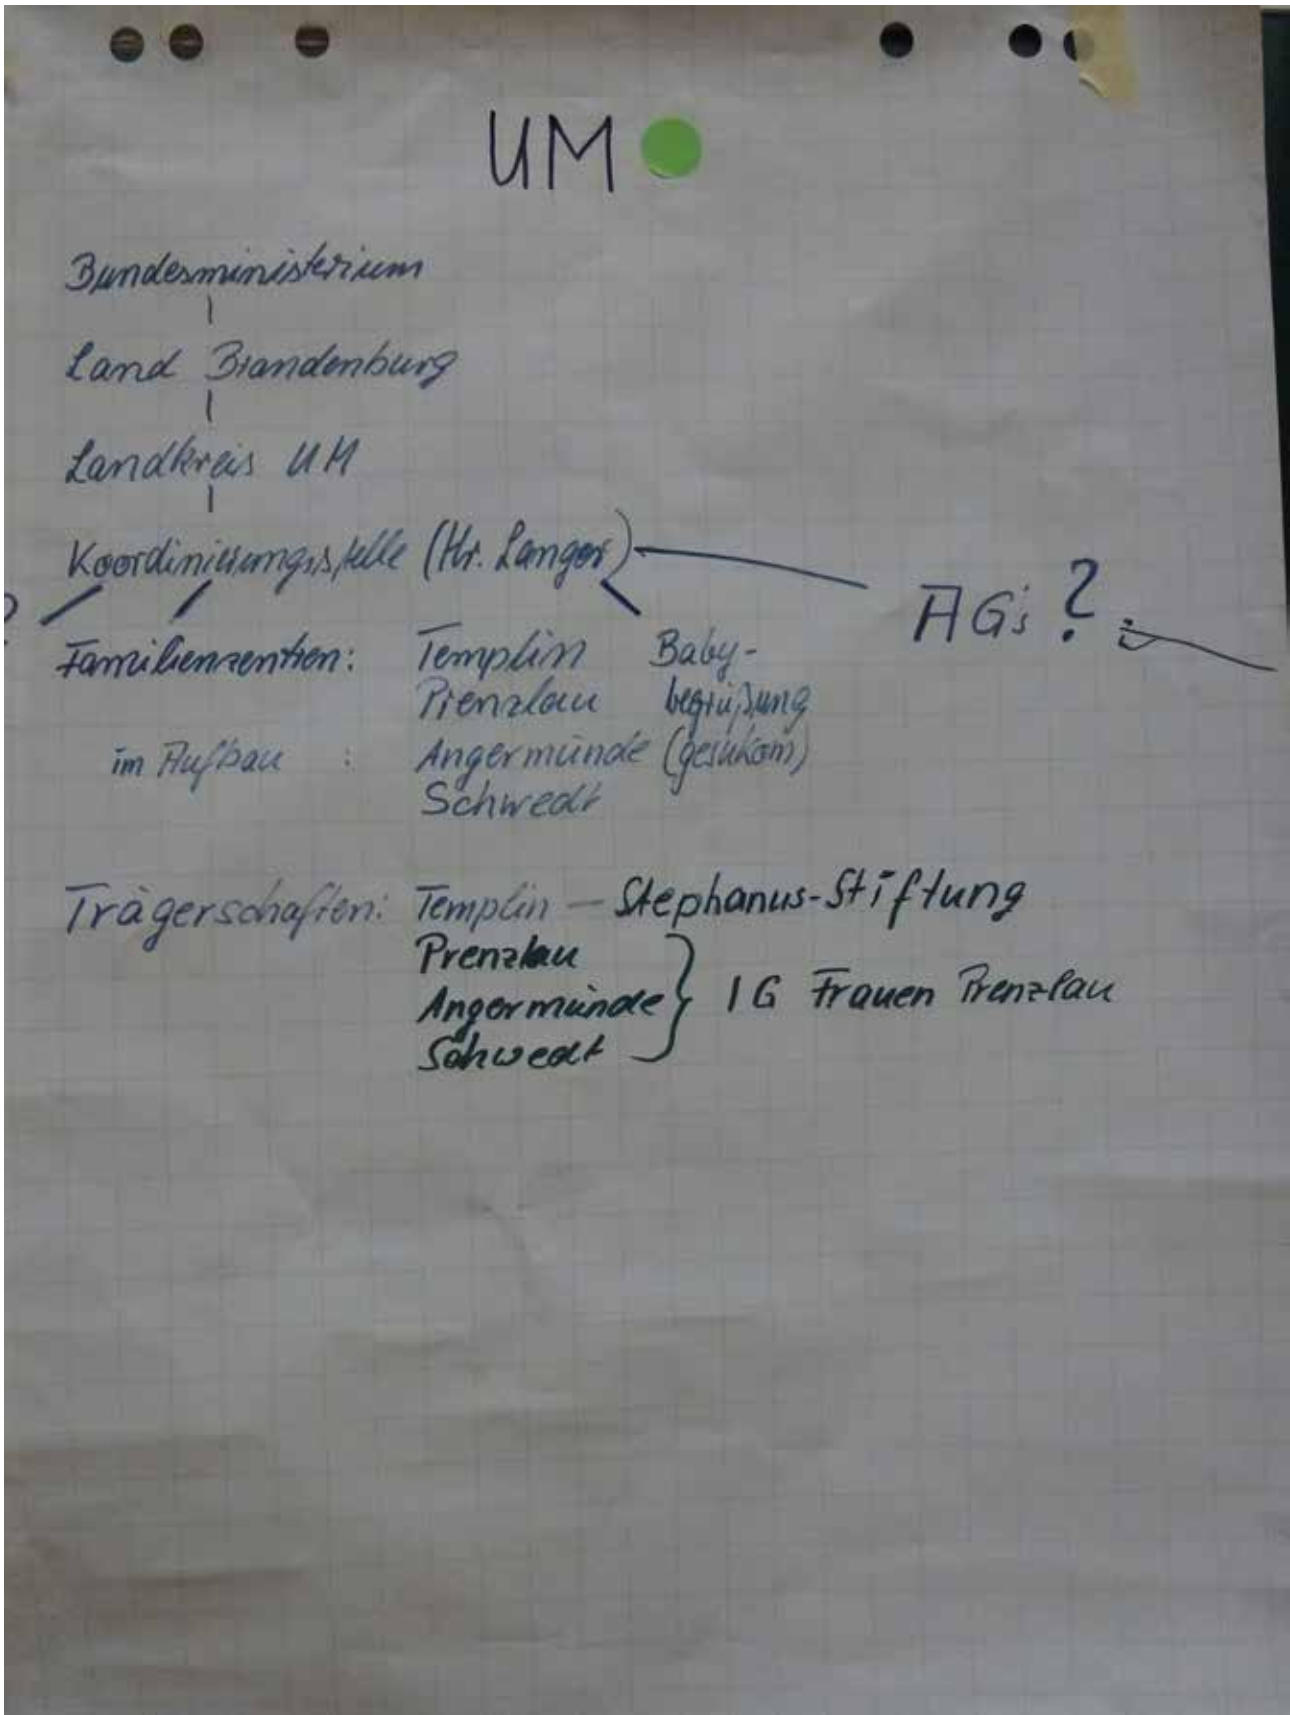 UM
Bundesministerium
Land Brandenburg
Landkreis UM
Koordinierungsstelle (Hr. Langer)
AG's ?
?
Familienzentren: Templin Baby-
Prenzlau begrüßung
im Aufbau : Angermünde (gesukom)
Schwedt
Trägerschaften: Templin — Stephanus-Stiftung
Prenzlau
Angermünde } IG Frauen Prenzlau
Schwedt